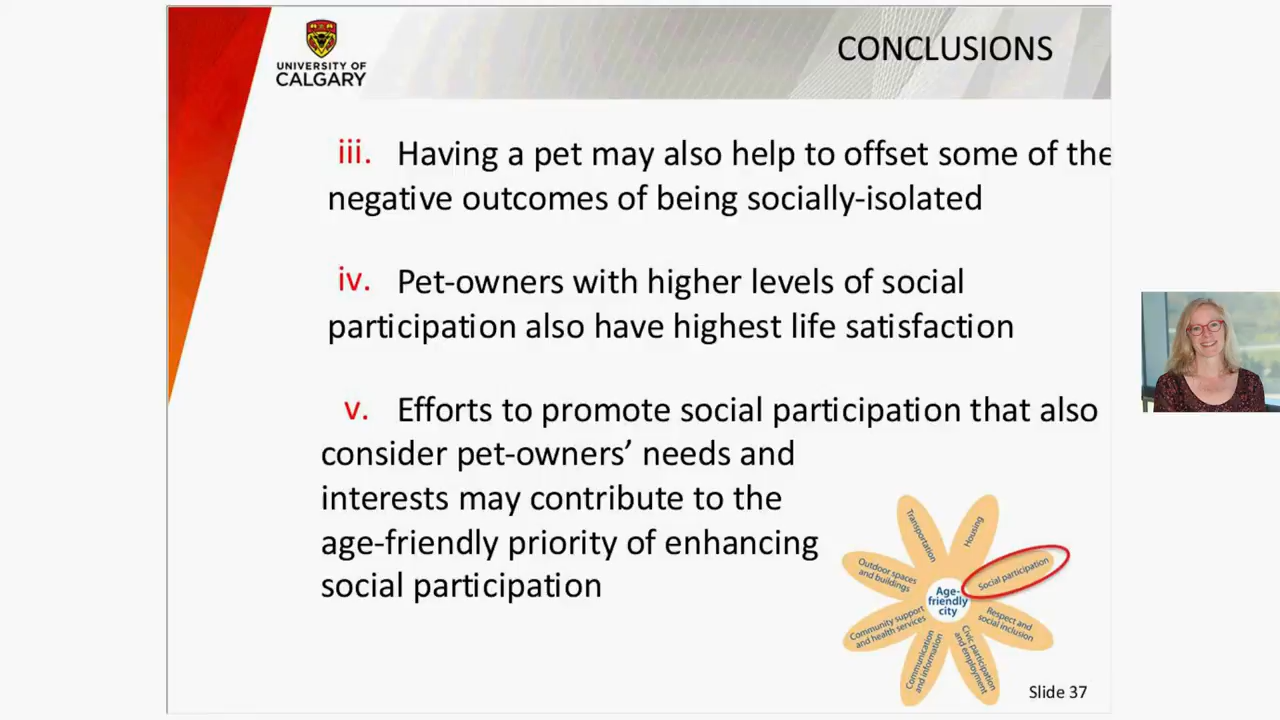 UNIVERSITY OF
CALGARY
CONCLUSIONS
iii. Having a pet may also help to offset some of the
negative outcomes of being socially-isolated
iv. Pet-owners with higher levels of social
participation also have highest life satisfaction
v. Efforts to promote social participation that also
consider pet-owners’ needs and
interests may contribute to the
age-friendly priority of enhancing
social participation
Transportation
Housing
Outdoor spaces
and buildings
Social participation
Age-
friendly
city
Community support
and health services
Respect and
social inclusion
Communication
and information
Civic participation
and employment
Slide 37